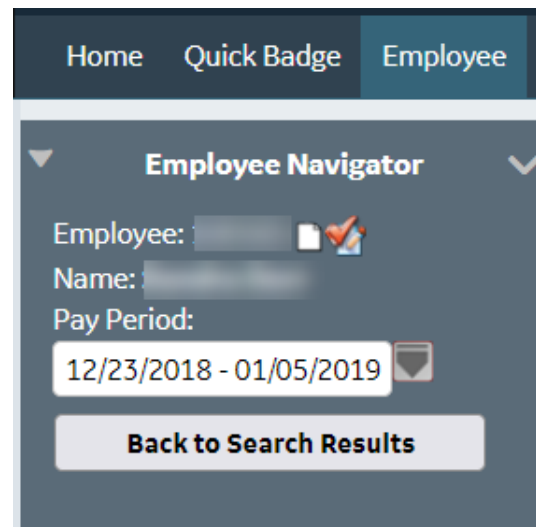 Home Quick Badge Employee
Employee Navigator
Employee:
Name:
Pay Period:
12/23/2018 - 01/05/2019
Back to Search Results